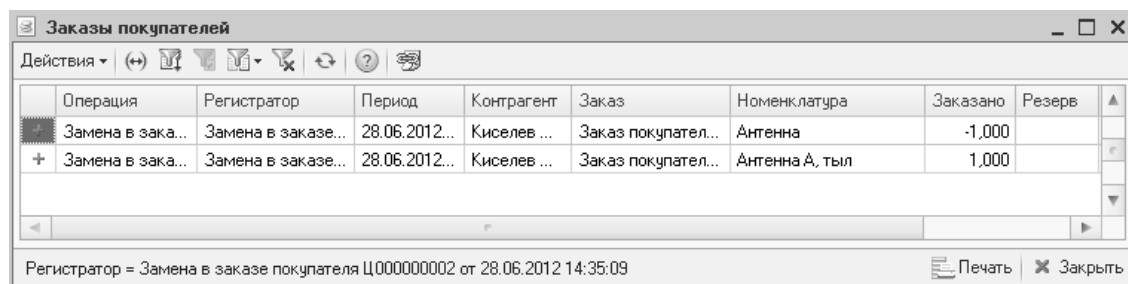 Заказы покупателей
Действия
Операция Регистратор Период Контрагент Заказ Номенклатура Заказано Резерв
Замена в зака... Замена в заказе... 28.06.2012... Киселев ... Заказ покупател... Антенна -1,000
Замена в зака... Замена в заказе... 28.06.2012... Киселев ... Заказ покупател... Антенна А, тыл 1,000
Регистратор = Замена в заказе покупателя Ц000000002 от 28.06.2012 14:35:09 Печать Закрыть